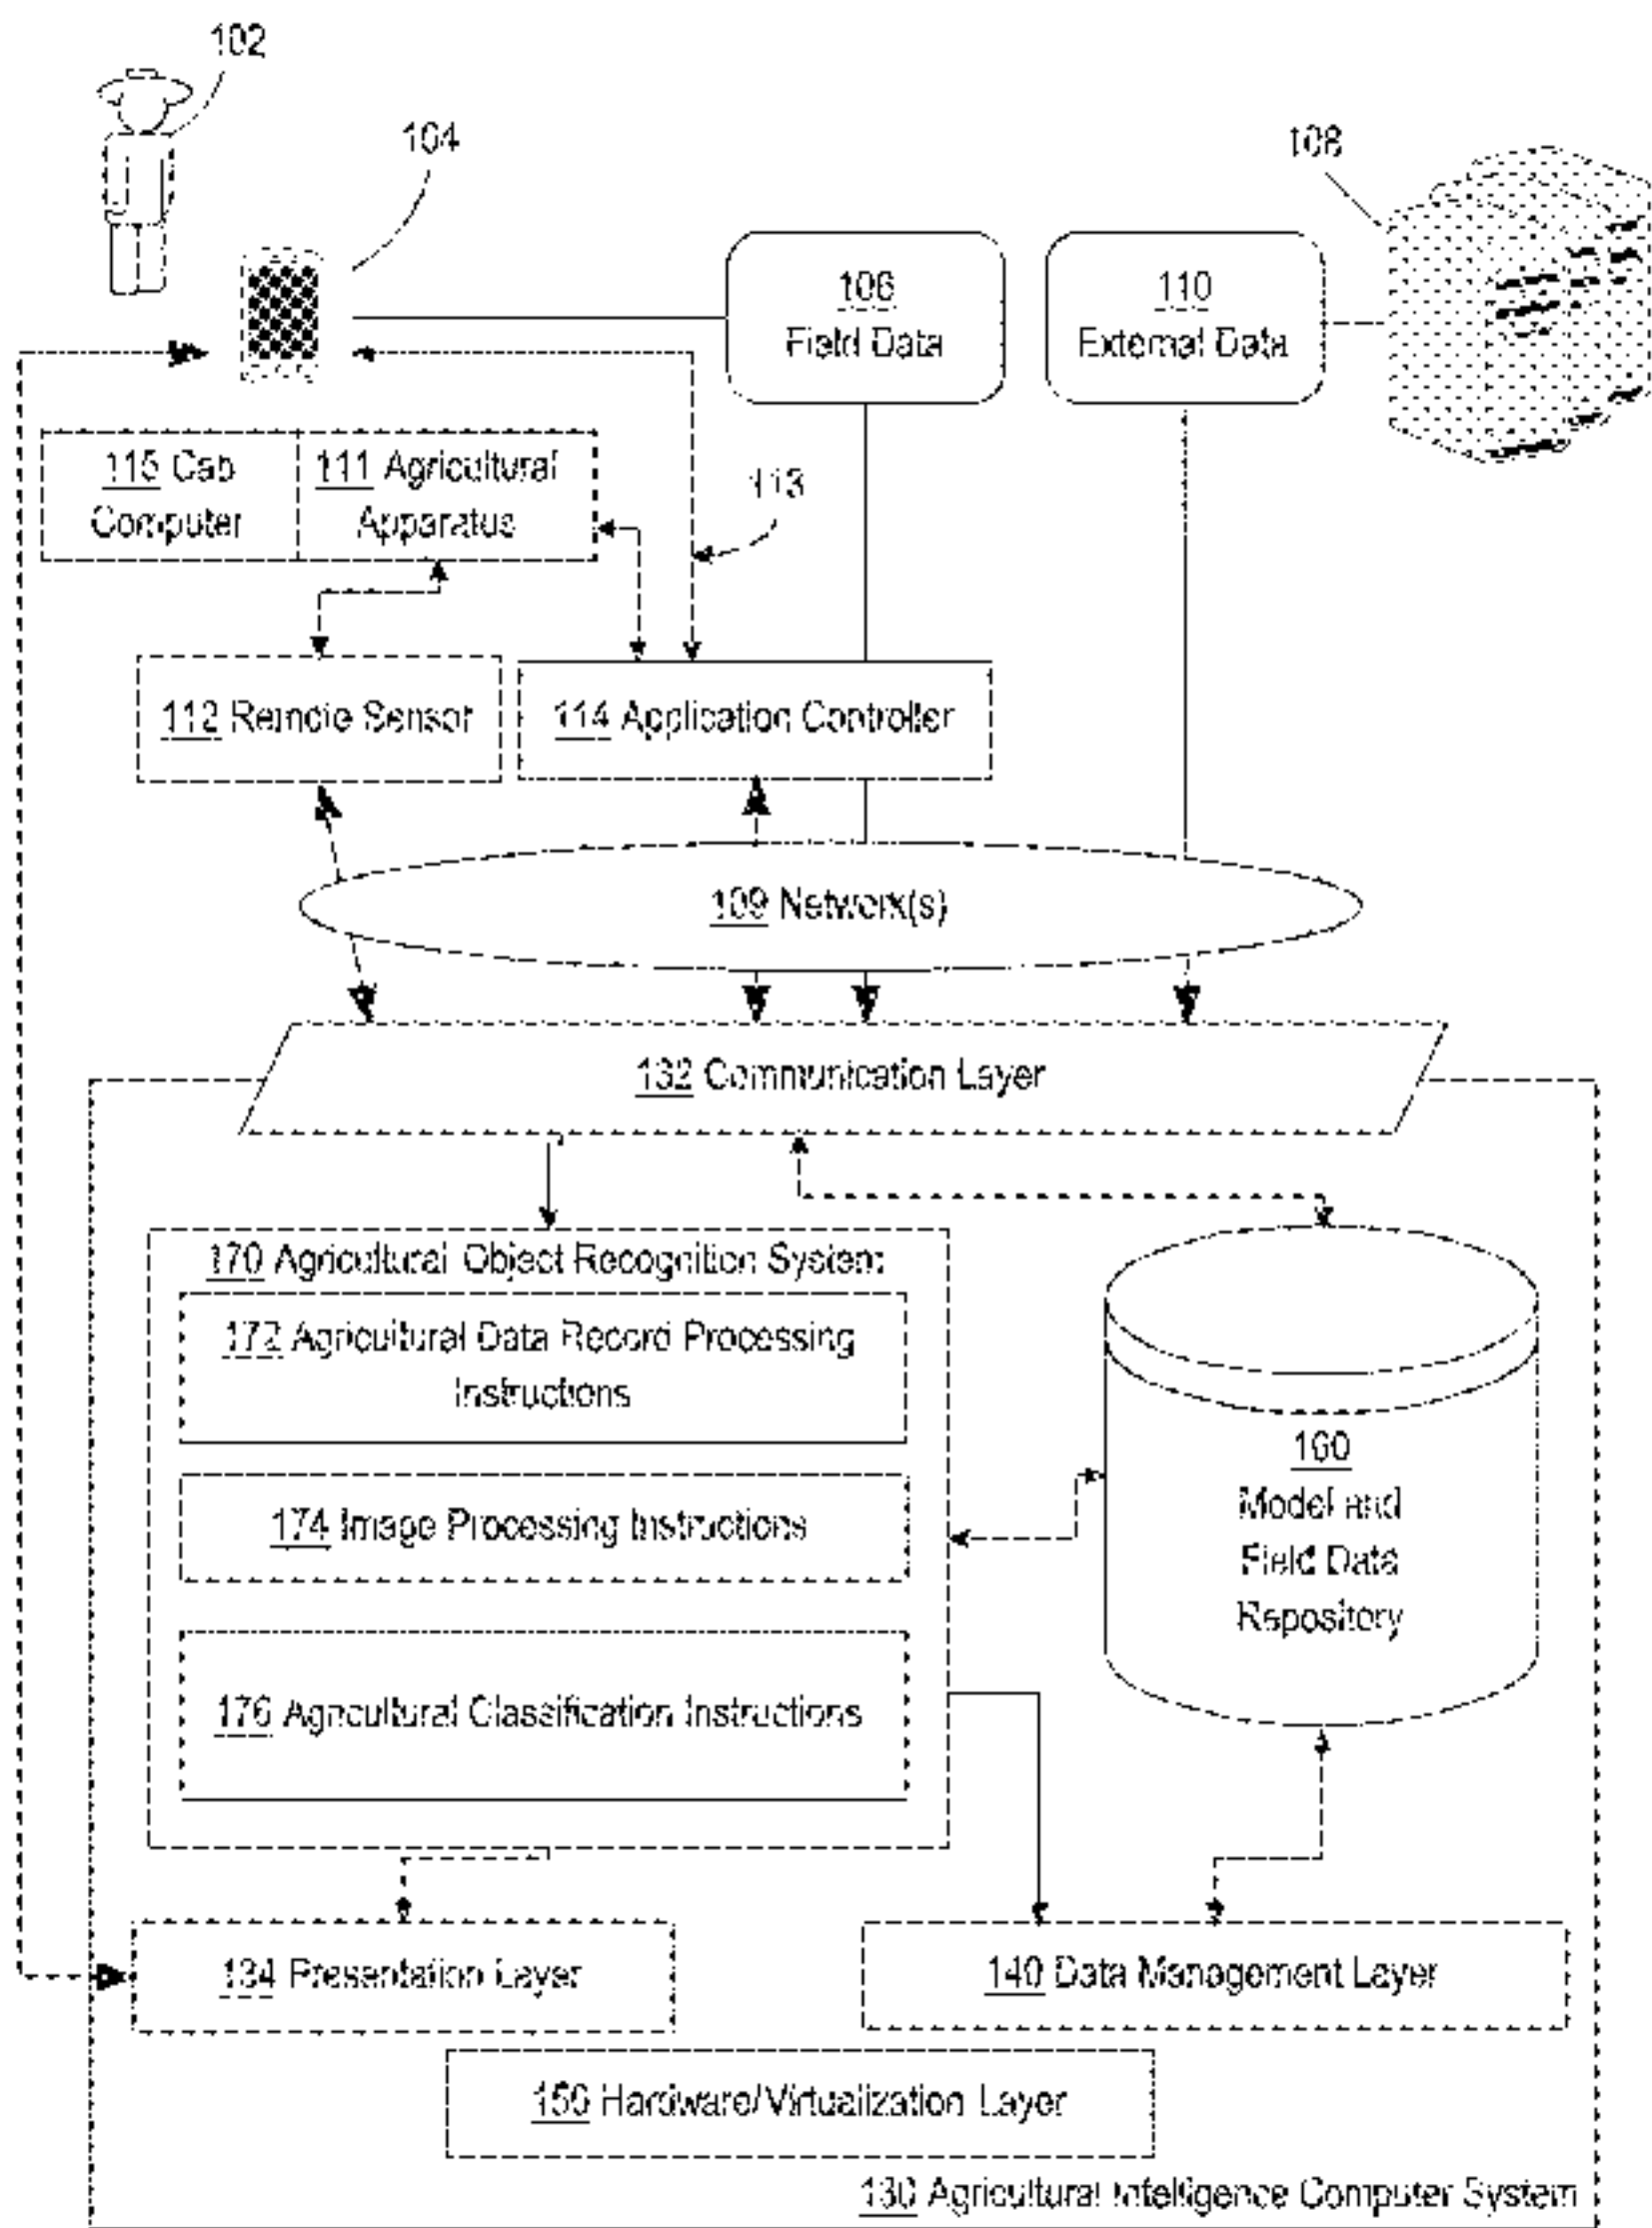 102
104
108
106
Field Data
110
External Data
115 Cab
Computer
111 Agricultural
Apparatus
113
112 Remote Sensor
114 Application Controller
109 Network(s)
132 Communication Layer
170 Agricultural Object Recognition System
172 Agricultural Data Record Processing
Instructions
174 Image Processing Instructions
176 Agricultural Classification Instructions
160
Model and
Field Data
Repository
134 Presentation Layer
140 Data Management Layer
150 Hardware/Virtualization Layer
130 Agricultural Intelligence Computer System